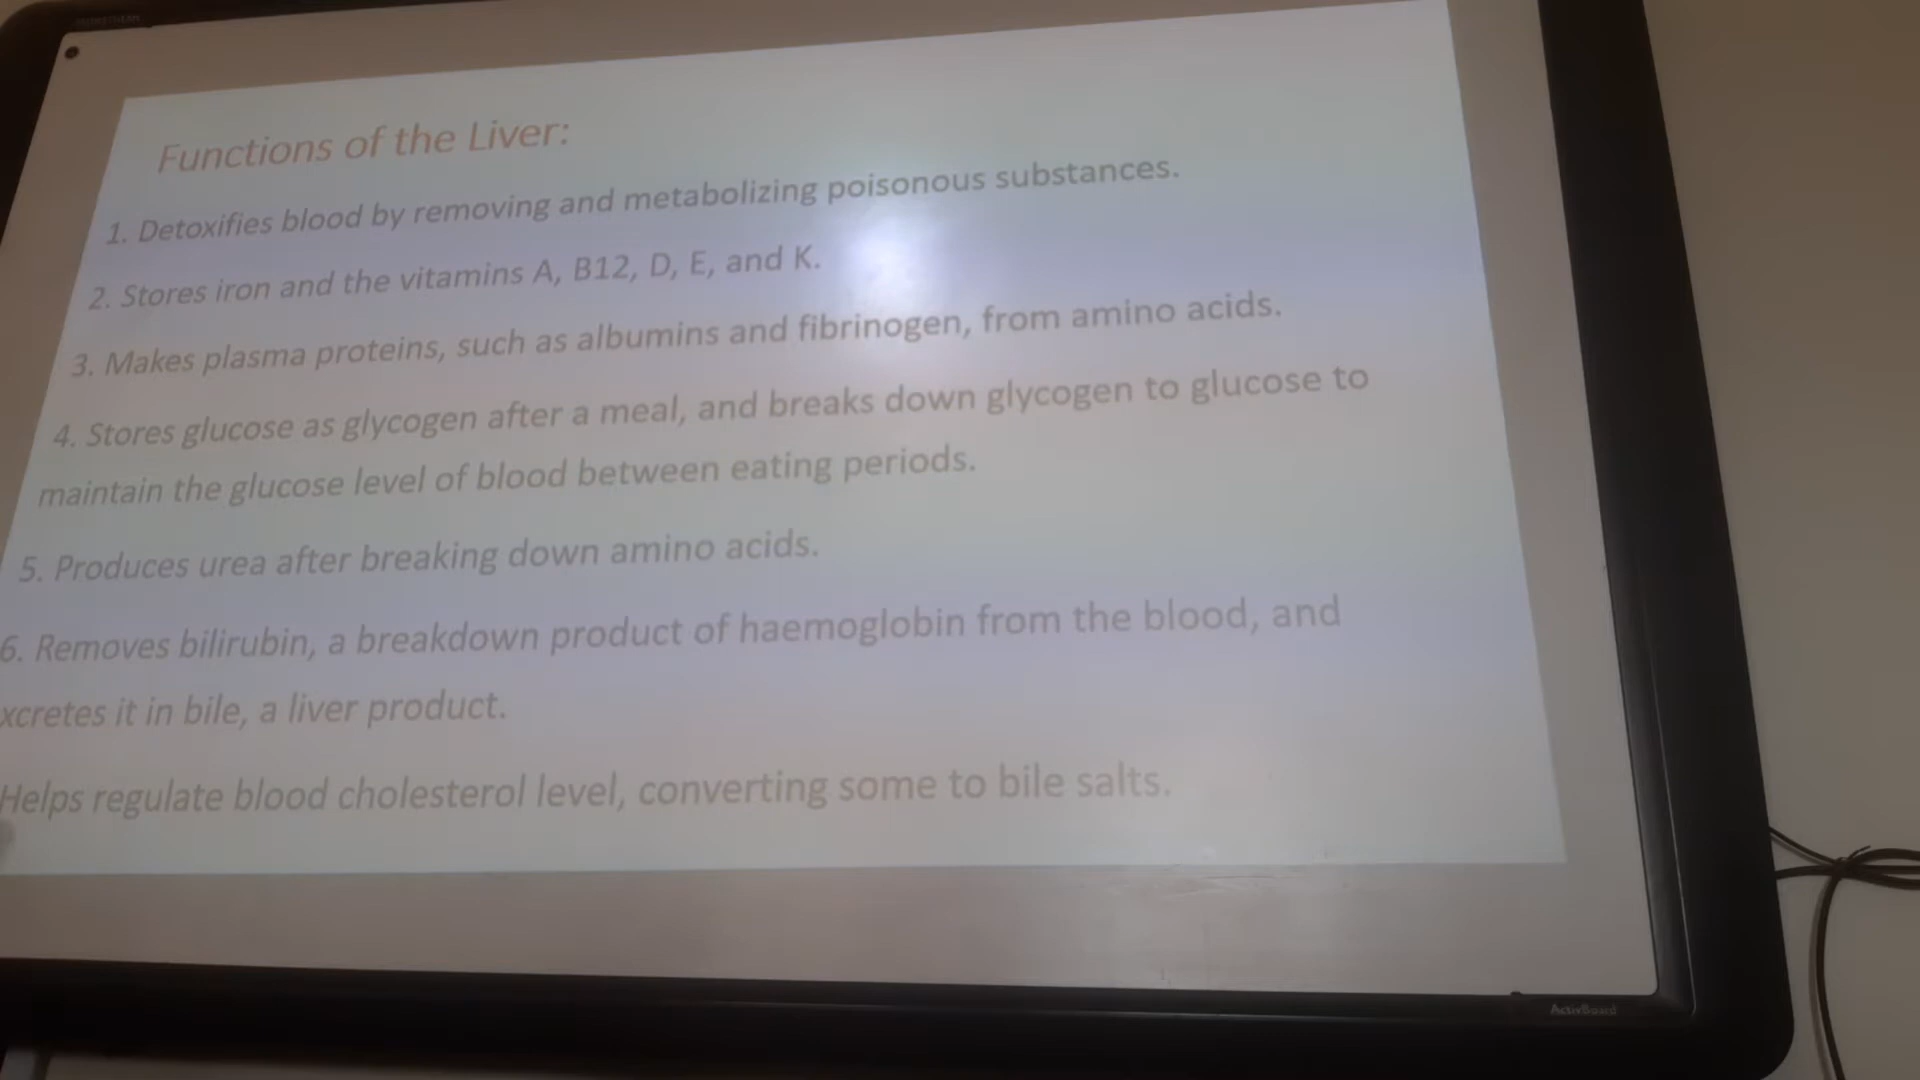 Functions of the Liver:
1. Detoxifies blood by removing and metabolizing poisonous substances.
2. Stores iron and the vitamins A, B12, D, E, and K.
3. Makes plasma proteins, such as albumins and fibrinogen, from amino acids.
4. Stores glucose as glycogen after a meal, and breaks down glycogen to glucose to
maintain the glucose level of blood between eating periods.
5. Produces urea after breaking down amino acids.
6. Removes bilirubin, a breakdown product of haemoglobin from the blood, and
xcretes it in bile, a liver product.
Helps regulate blood cholesterol level, converting some to bile salts.
ActivBoard